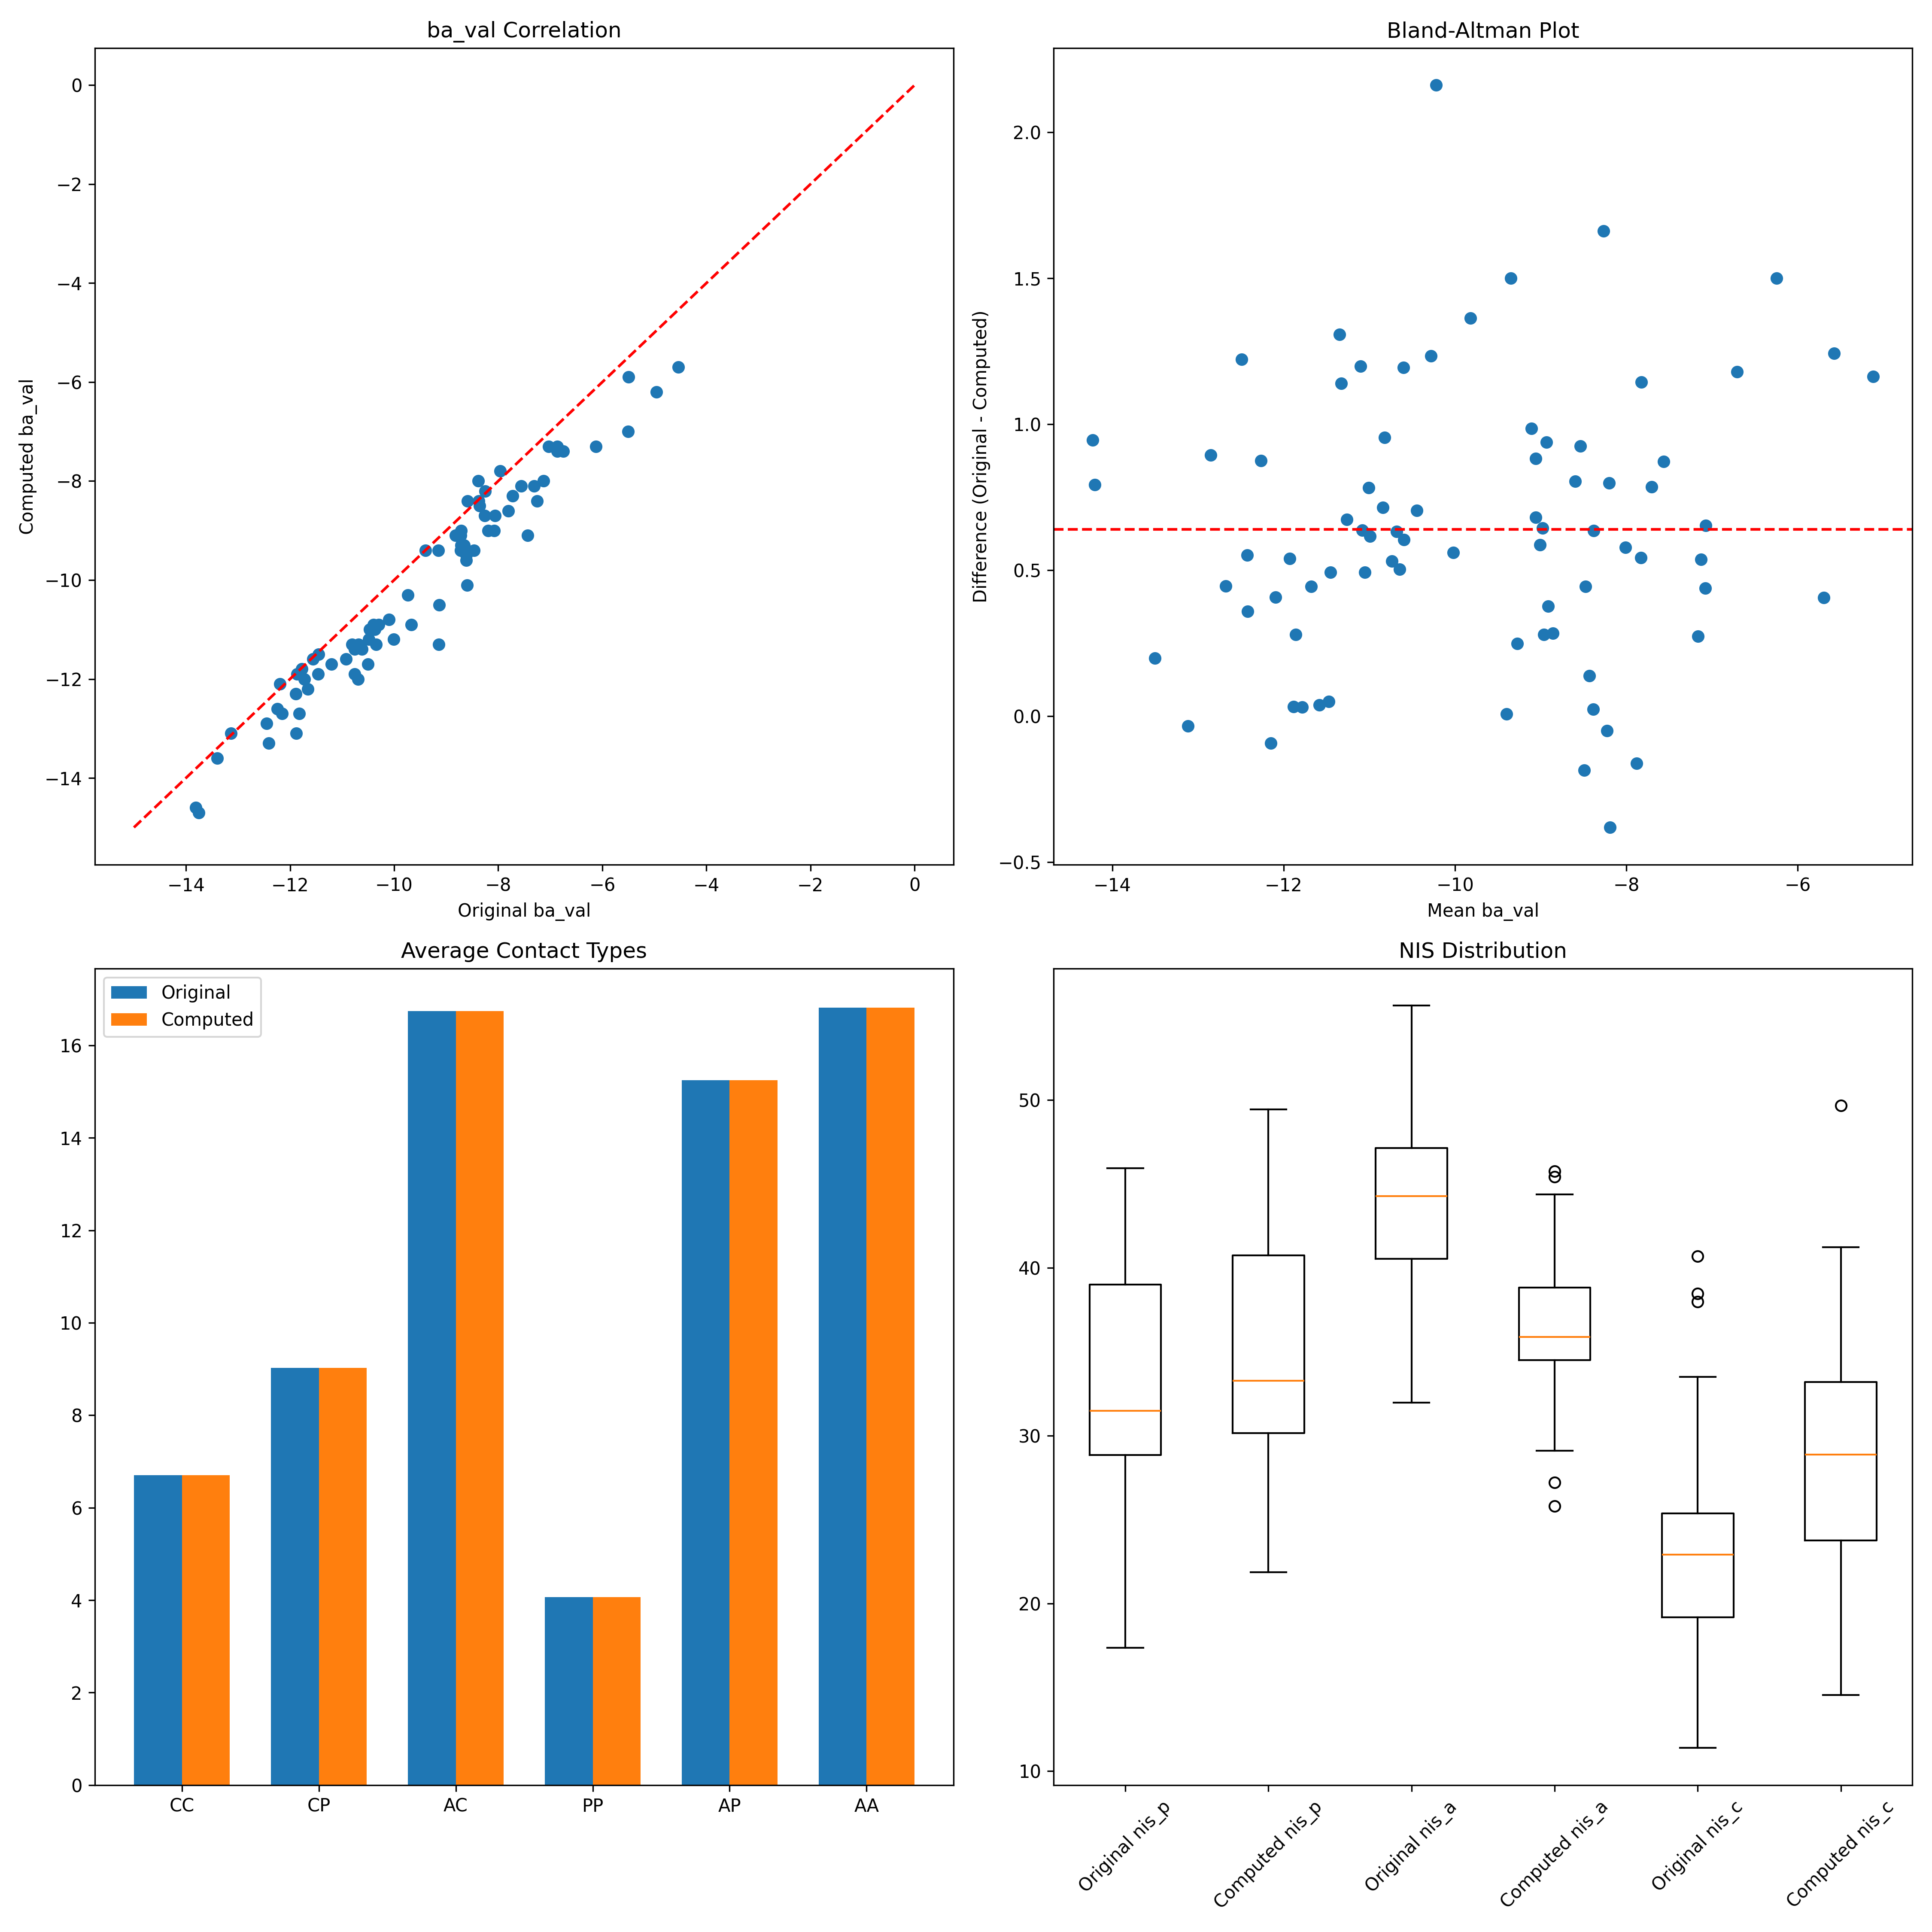 ba_val Correlation
0
−2
−4
−6
−8
−10
−12
−14
Computed ba_val
−14 −12 −10 −8 −6 −4 −2 0
Original ba_val
Bland-Altman Plot
2.0
1.5
1.0
0.5
0.0
−0.5
Difference (Original - Computed)
−14 −12 −10 −8 −6
Mean ba_val
Average Contact Types
Original
Computed
16
14
12
10
8
6
4
2
0
CC CP AC PP AP AA
NIS Distribution
50
40
30
20
10
Original nis_p
Computed nis_p
Original nis_a
Computed nis_a
Original nis_c
Computed nis_c